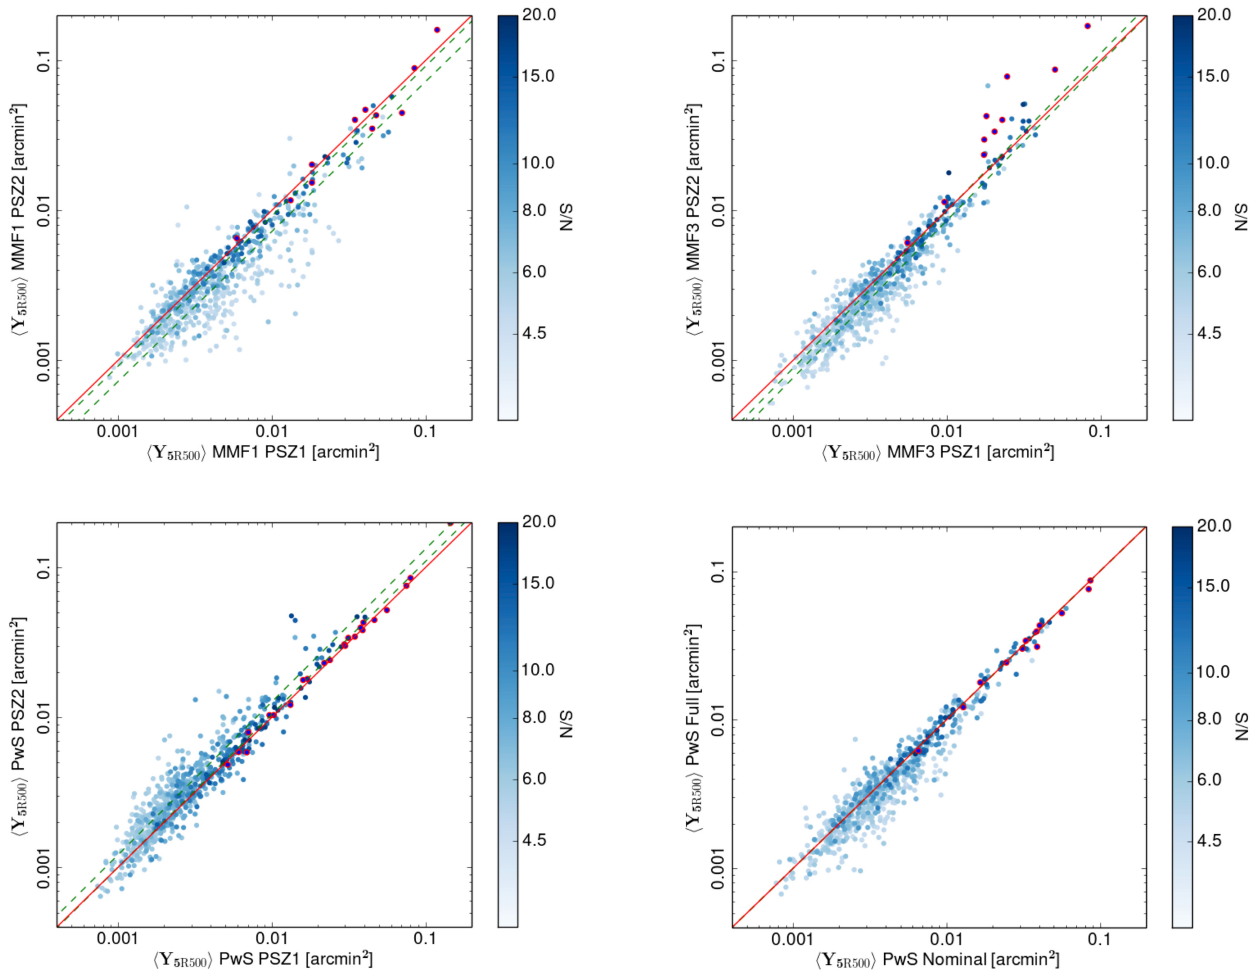 20.0
15.0
10.0
8.0
6.0
4.5
S/N
0.1
0.01
0.001
⟨Y5R500⟩ MMF1 PSZ2 [arcmin²]
0.001 0.01 0.1
⟨Y5R500⟩ MMF1 PSZ1 [arcmin²]
20.0
15.0
10.0
8.0
6.0
4.5
S/N
0.1
0.01
0.001
⟨Y5R500⟩ MMF3 PSZ2 [arcmin²]
0.001 0.01 0.1
⟨Y5R500⟩ MMF3 PSZ1 [arcmin²]
20.0
15.0
10.0
8.0
6.0
4.5
S/N
0.1
0.01
0.001
⟨Y5R500⟩ PwS PSZ2 [arcmin²]
0.001 0.01 0.1
⟨Y5R500⟩ PwS PSZ1 [arcmin²]
20.0
15.0
10.0
8.0
6.0
4.5
S/N
0.1
0.01
0.001
⟨Y5R500⟩ PwS Full [arcmin²]
0.001 0.01 0.1
⟨Y5R500⟩ PwS Nominal [arcmin²]